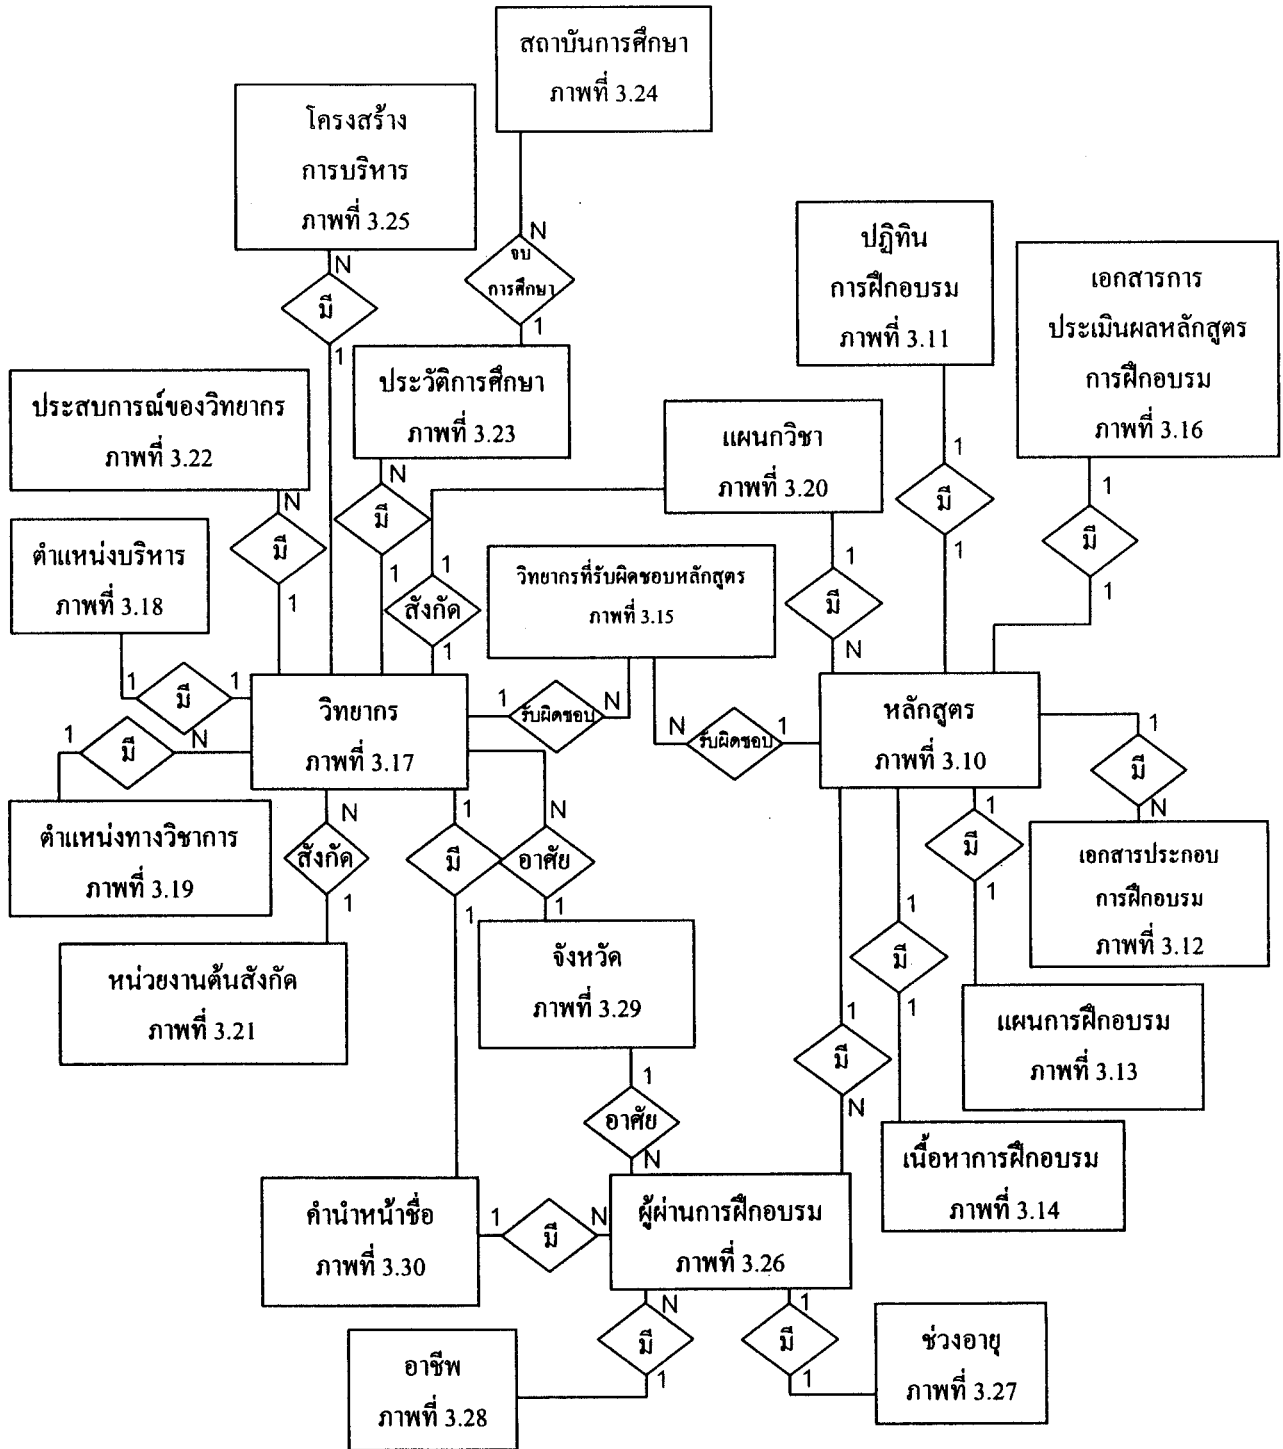 สถาบันการศึกษา
ภาพที่ 3.24
โครงสร้าง
การบริหาร
ภาพที่ 3.25
N
จบ
การศึกษา
1
N
มี
1
ปฏิทิน
การฝึกอบรม
ภาพที่ 3.11
เอกสารการ
ประเมินผลหลักสูตร
การฝึกอบรม
ภาพที่ 3.16
ประวัติการศึกษา
ภาพที่ 3.23
ประสบการณ์ของวิทยากร
ภาพที่ 3.22
แผนกวิชา
ภาพที่ 3.20
1
มี
1
1
มี
1
N
มี
1
N
มี
1
1
สังกัด
1
1
มี
N
ตำแหน่งบริหาร
ภาพที่ 3.18
วิทยากรที่รับผิดชอบหลักสูตร
ภาพที่ 3.15
1
มี
1
วิทยากร
ภาพที่ 3.17
1
รับผิดชอบ
N
N
รับผิดชอบ
1
หลักสูตร
ภาพที่ 3.10
1
มี
N
1
มี
N
ตำแหน่งทางวิชาการ
ภาพที่ 3.19
N
สังกัด
1
1
มี
1
N
อาศัย
1
1
มี
1
เอกสารประกอบ
การฝึกอบรม
ภาพที่ 3.12
หน่วยงานต้นสังกัด
ภาพที่ 3.21
จังหวัด
ภาพที่ 3.29
1
มี
1
แผนการฝึกอบรม
ภาพที่ 3.13
1
มี
N
1
อาศัย
N
เนื้อหาการฝึกอบรม
ภาพที่ 3.14
คำนำหน้าชื่อ
ภาพที่ 3.30
1
มี
N
ผู้ผ่านการฝึกอบรม
ภาพที่ 3.26
N
มี
1
1
มี
1
อาชีพ
ภาพที่ 3.28
ช่วงอายุ
ภาพที่ 3.27